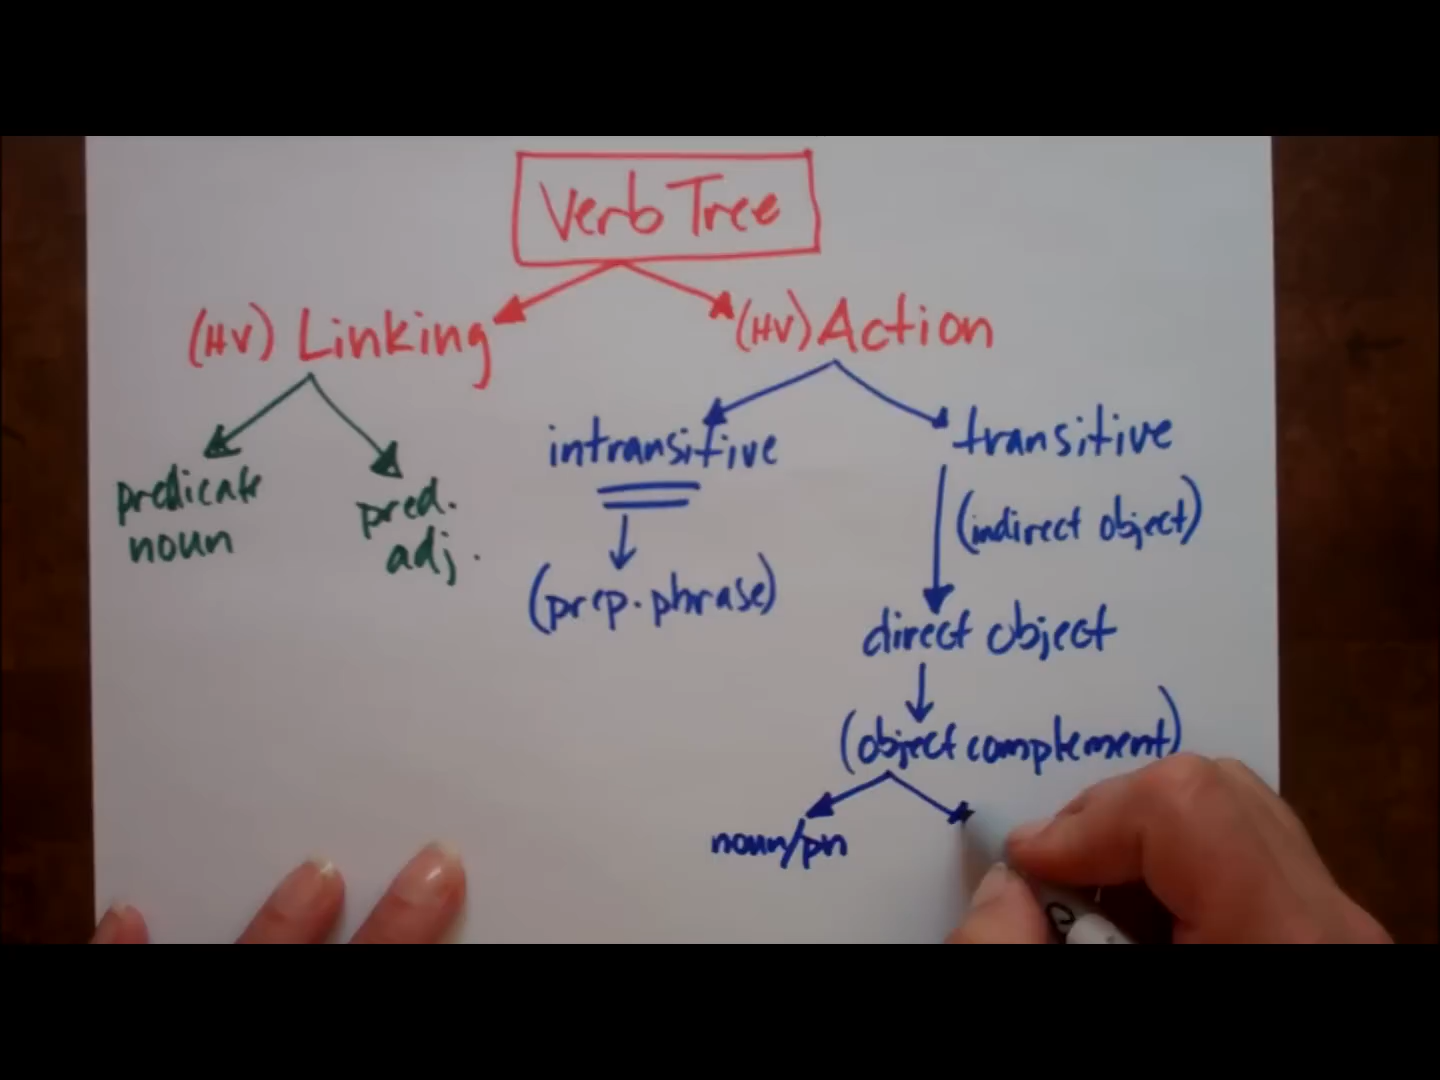 Verb Tree
(HV) Linking
(HV) Action
predicate
noun
pred.
adj.
intransitive
(prep. phrase)
transitive
(indirect object)
direct object
(object complement)
noun/pn